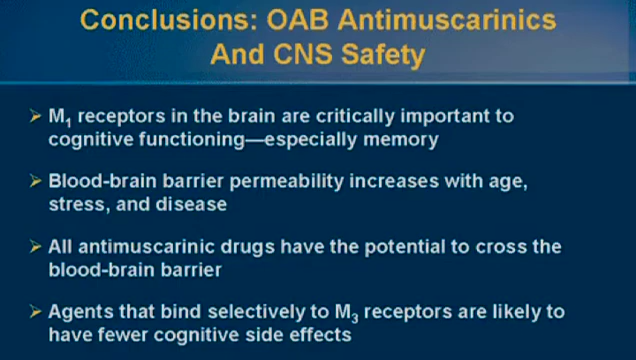 Conclusions: OAB Antimuscarinics
And CNS Safety
➢ M₁ receptors in the brain are critically important to
cognitive functioning—especially memory
➢ Blood-brain barrier permeability increases with age,
stress, and disease
➢ All antimuscarinic drugs have the potential to cross the
blood-brain barrier
➢ Agents that bind selectively to M₃ receptors are likely to
have fewer cognitive side effects